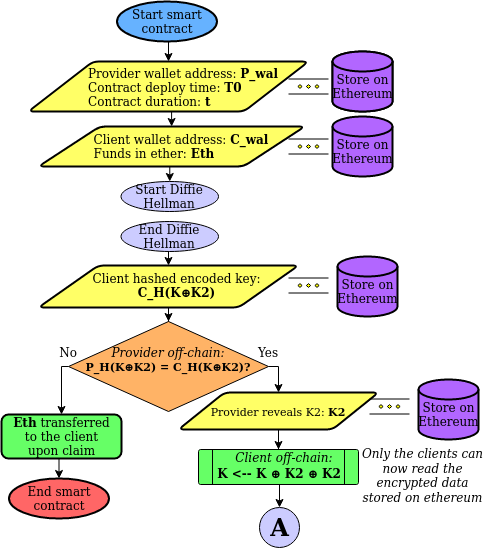 Start smart
contract
Provider wallet address: P_wal
Contract deploy time: T0
Contract duration: t
Store on
Ethereum
Client wallet address: C_wal
Funds in ether: Eth
Store on
Ethereum
Start Diffie
Hellman
End Diffie
Hellman
Client hashed encoded key:
C_H(K⊕K2)
Store on
Ethereum
No
Provider off-chain:
P_H(K⊕K2) = C_H(K⊕K2)?
Yes
Eth transferred
to the client
upon claim
Provider reveals K2: K2
Store on
Ethereum
Client off-chain:
K <-- K ⊕ K2 ⊕ K2
Only the clients can
now read the
encrypted data
stored on ethereum
End smart
contract
A